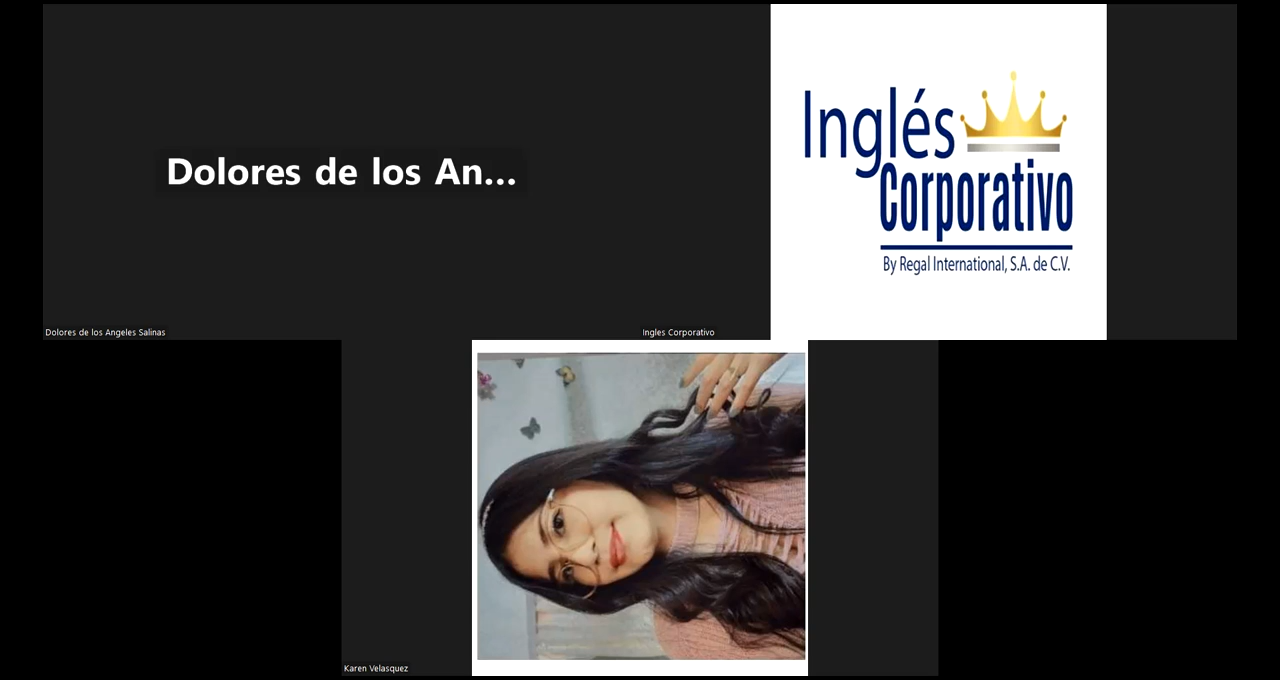 Dolores de los An...
Inglés
Corporativo
By Regal International, S.A. de C.V.
Dolores de los Angeles Salinas
Ingles Corporativo
Karen Velasquez